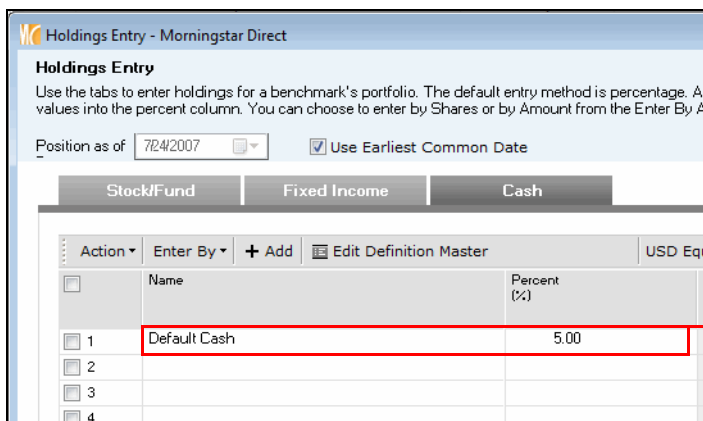 Holdings Entry - Morningstar Direct
Holdings Entry
Use the tabs to enter holdings for a benchmark's portfolio. The default entry method is percentage. A
values into the percent column. You can choose to enter by Shares or by Amount from the Enter By A
Position as of 7/24/2007 Use Earliest Common Date
Stock/Fund Fixed Income Cash
Action Enter By + Add Edit Definition Master USD Equ
Name Percent
(%)
1 Default Cash 5.00
2
3
4